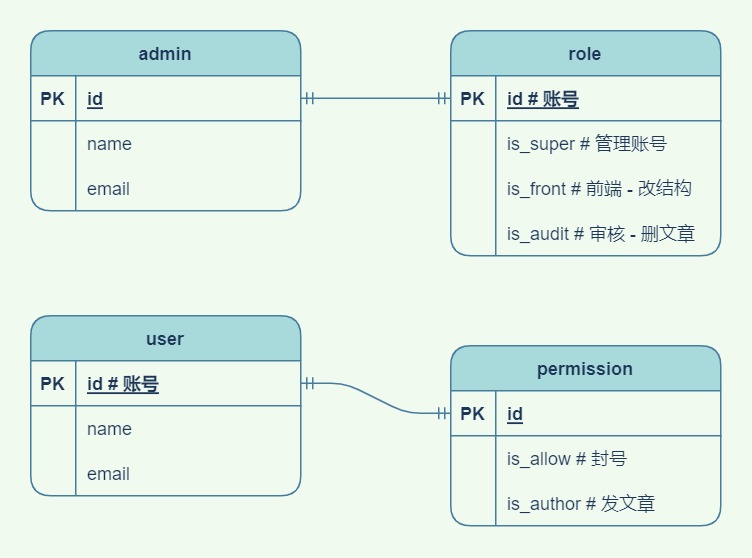 admin
PK id
name
email
role
PK id # 账号
is_super # 管理账号
is_front # 前端 - 改结构
is_audit # 审核 - 删文章
user
PK id # 账号
name
email
permission
PK id
is_allow # 封号
is_author # 发文章